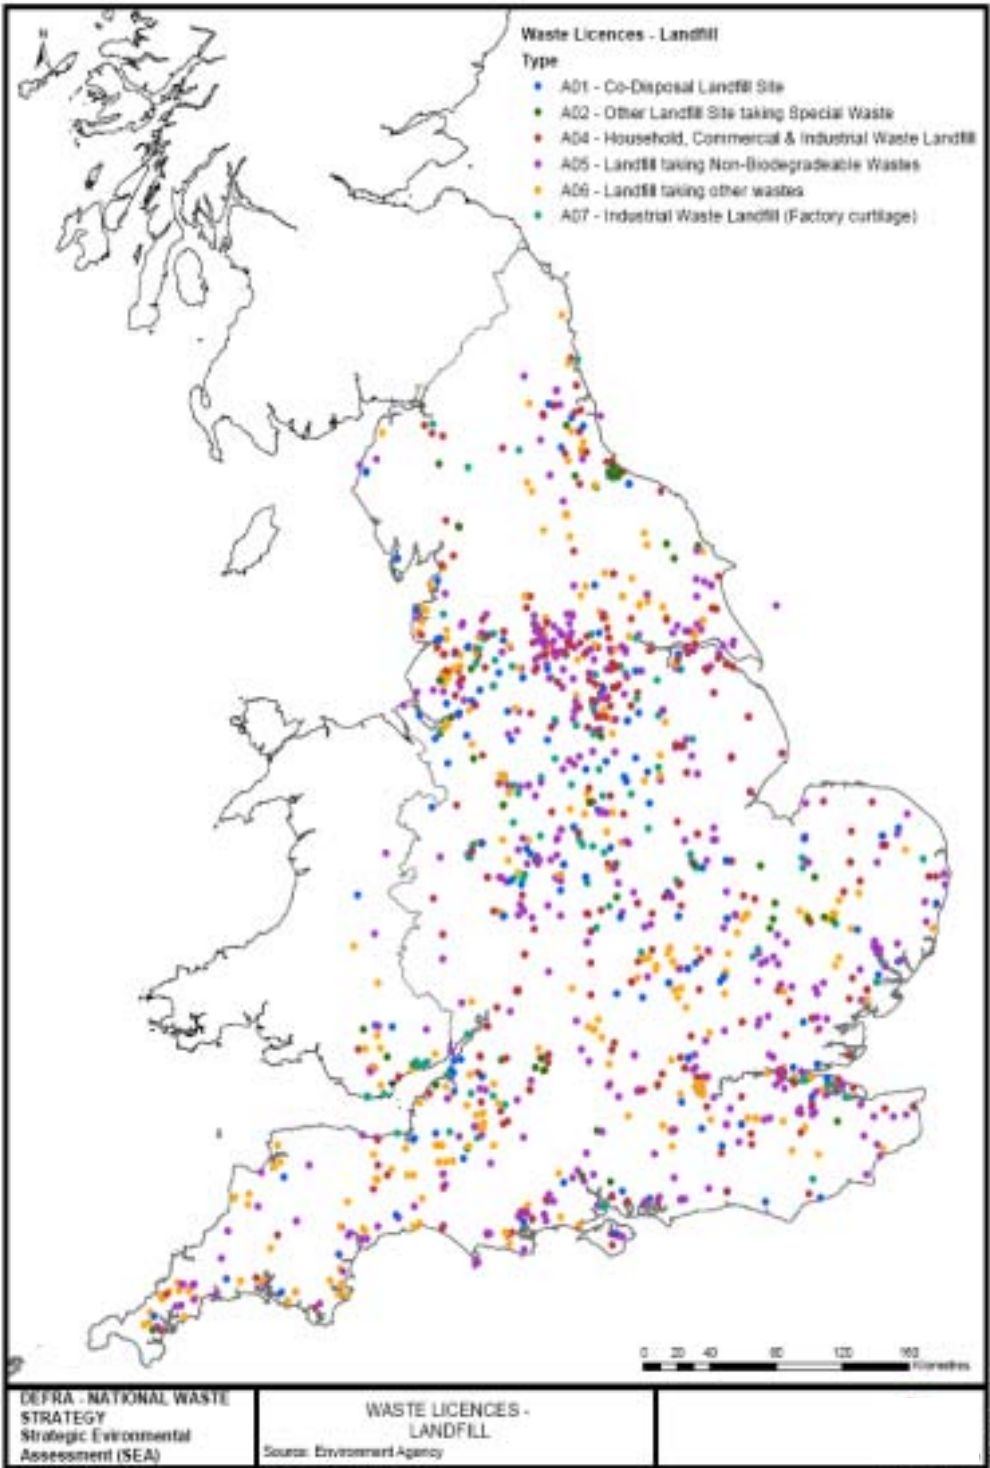 N
Waste Licences - Landfill
Type
A01 - Co-Disposal Landfill Site
A02 - Other Landfill Site taking Special Waste
A04 - Household, Commercial & Industrial Waste Landfill
A05 - Landfill taking Non-Biodegradeable Wastes
A06 - Landfill taking other wastes
A07 - Industrial Waste Landfill (Factory curtilage)
0 20 40 80 120 160
Kilometres
DEFRA - NATIONAL WASTE
STRATEGY
Strategic Evironmental
Assessment (SEA)
WASTE LICENCES -
LANDFILL
Source: Environment Agency